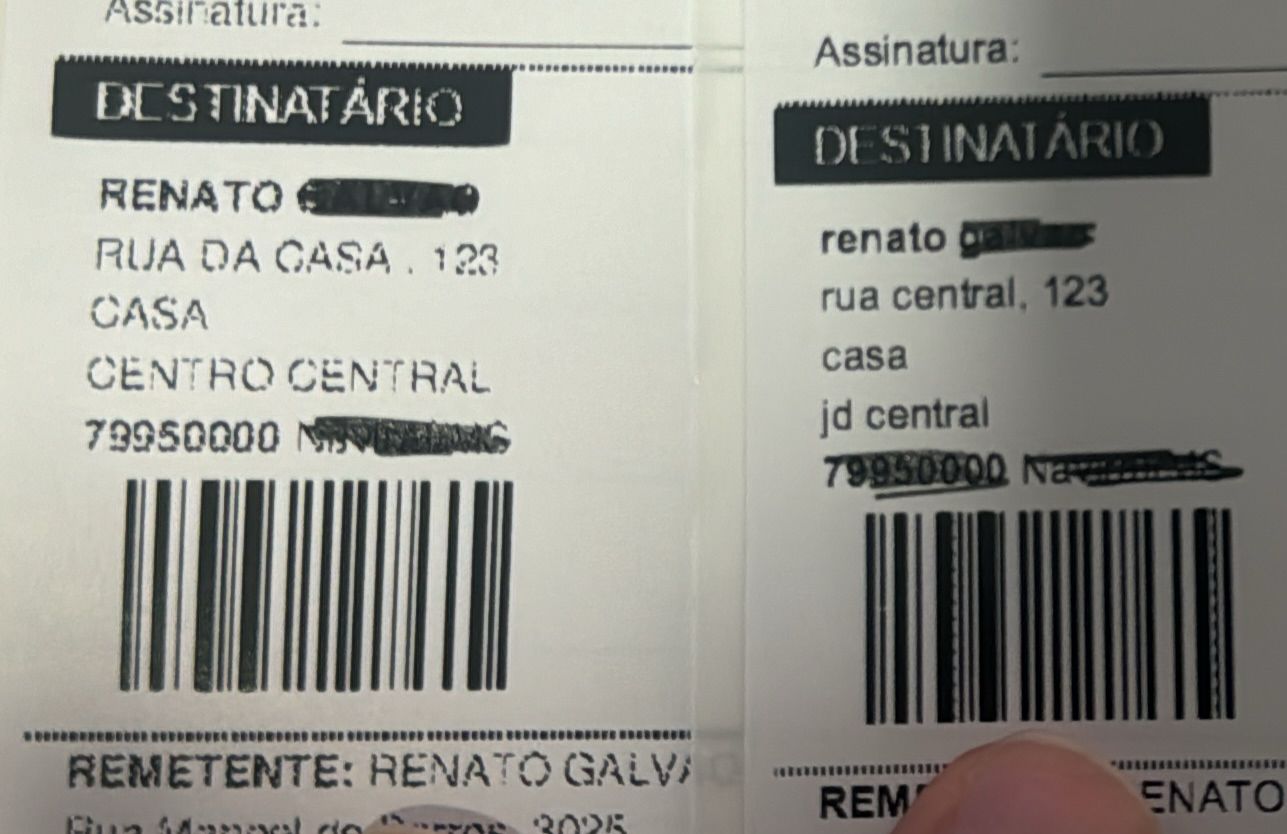 Assinatura:
DESTINATÁRIO
RENATO
RUA DA CASA . 123
CASA
CENTRO CENTRAL
79950000
REMETENTE: RENATO GALVA
3025
Assinatura:
DESTINATÁRIO
renato
rua central, 123
casa
jd central
79950000
REM ENATO